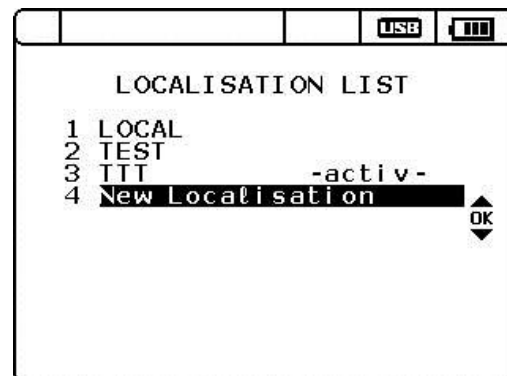 USB
LOCALISATION LIST
1 LOCAL
2 TEST
3 TTT -activ-
4 New Localisation
OK